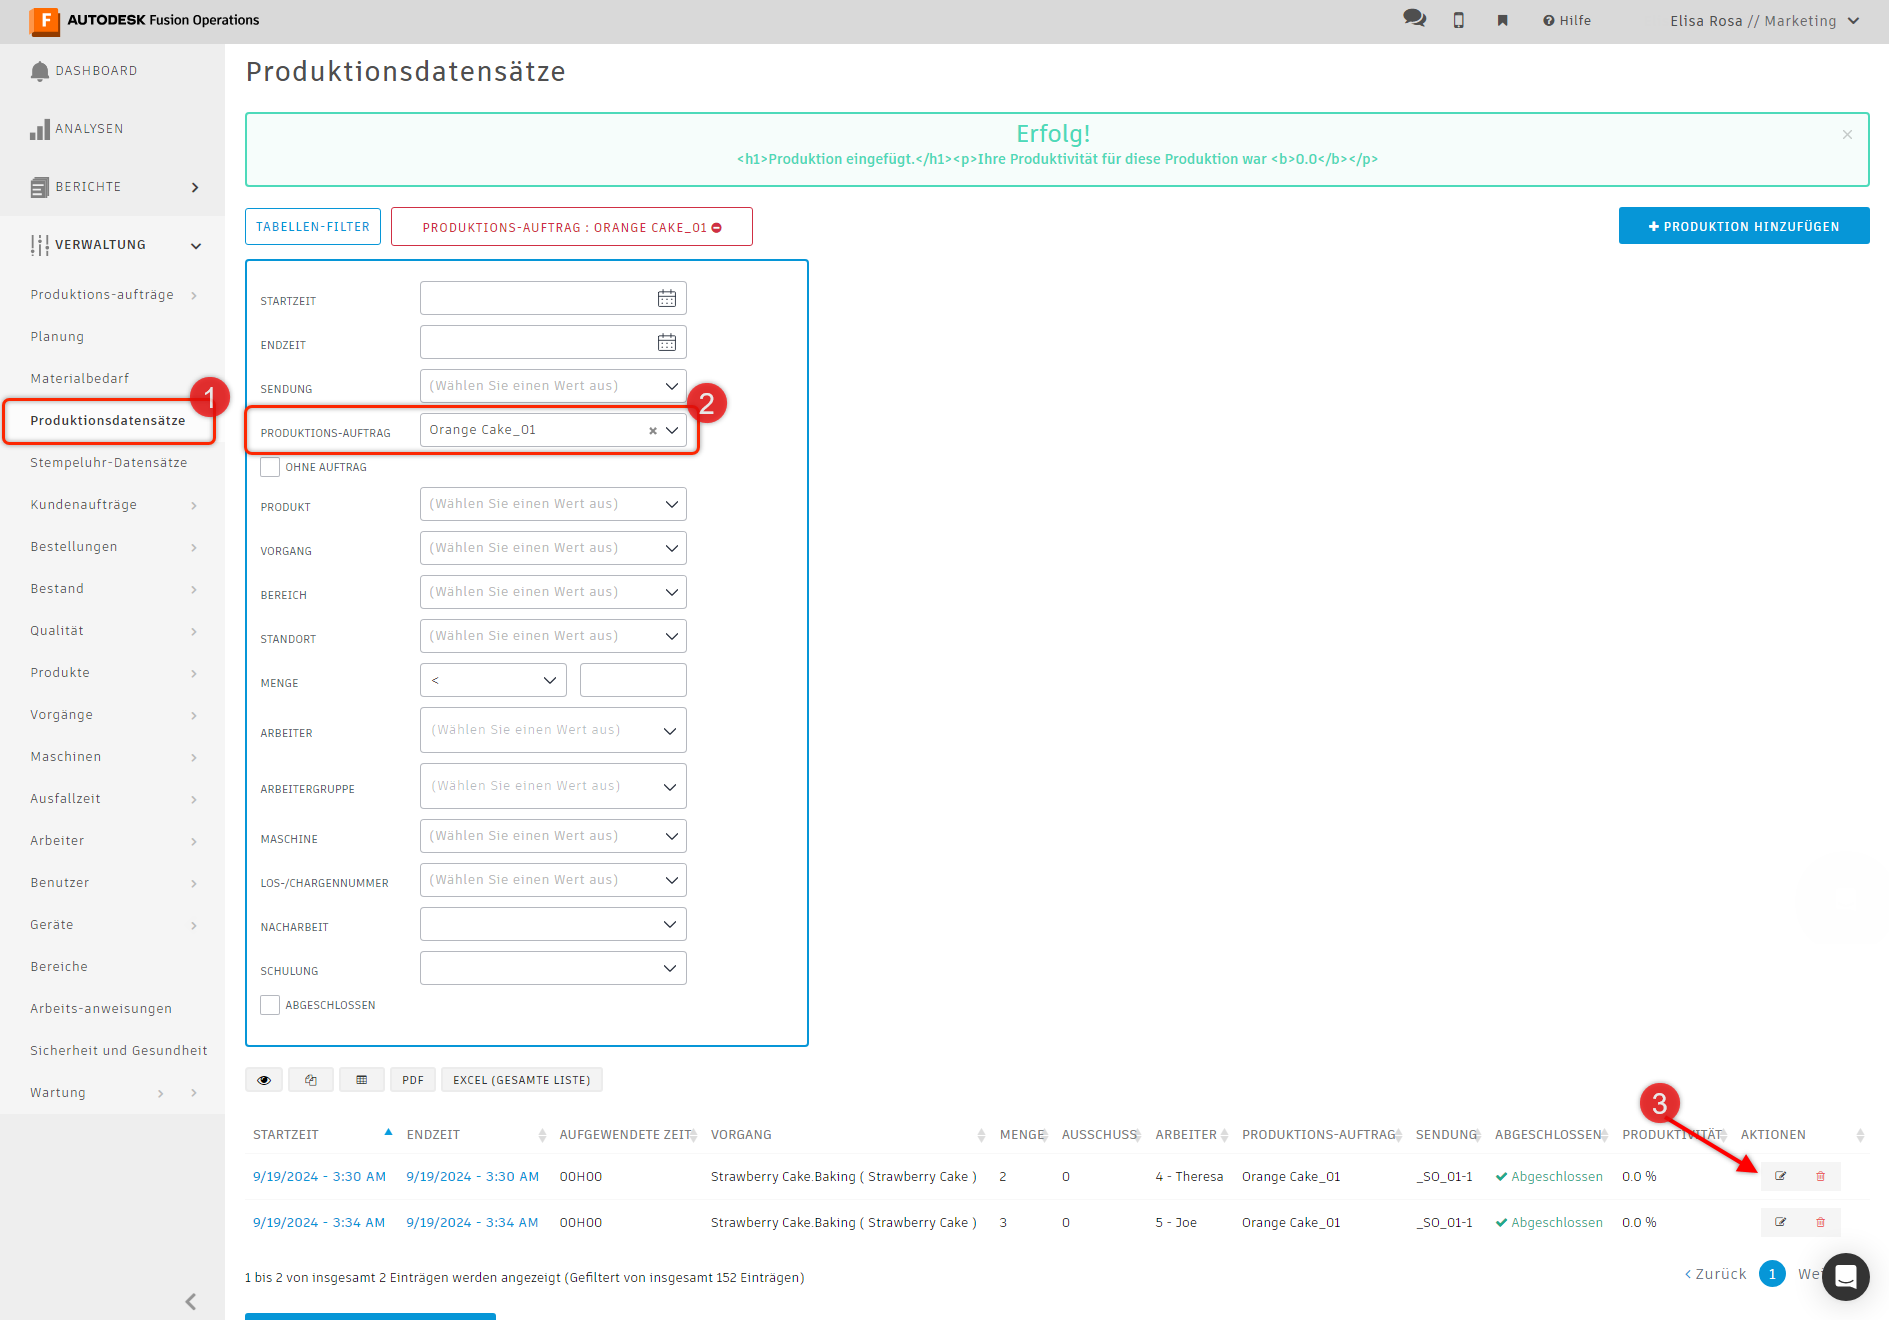 AUTODESK Fusion Operations
Hilfe
Elisa Rosa // Marketing
DASHBOARD
ANALYSEN
BERICHTE
VERWALTUNG
Produktions-aufträge
Planung
Materialbedarf
1
Produktionsdatensätze
Stempeluhr-Datensätze
Kundenaufträge
Bestellungen
Bestand
Qualität
Produkte
Vorgänge
Maschinen
Ausfallzeit
Arbeiter
Benutzer
Geräte
Bereiche
Arbeits-anweisungen
Sicherheit und Gesundheit
Wartung
Produktionsdatensätze
Erfolg!
<h1>Produktion eingefügt.</h1><p>Ihre Produktivität für diese Produktion war <b>0.0</b></p>
TABELLEN-FILTER
PRODUKTIONS-AUFTRAG : ORANGE CAKE_01
PRODUKTION HINZUFÜGEN
STARTZEIT
ENDZEIT
SENDUNG (Wählen Sie einen Wert aus)
2
PRODUKTIONS-AUFTRAG Orange Cake_01
OHNE AUFTRAG
PRODUKT (Wählen Sie einen Wert aus)
VORGANG (Wählen Sie einen Wert aus)
BEREICH (Wählen Sie einen Wert aus)
STANDORT (Wählen Sie einen Wert aus)
MENGE <
ARBEITER (Wählen Sie einen Wert aus)
ARBEITERGRUPPE (Wählen Sie einen Wert aus)
MASCHINE (Wählen Sie einen Wert aus)
LOS-/CHARGENNUMMER (Wählen Sie einen Wert aus)
NACHARBEIT
SCHULUNG
ABGESCHLOSSEN
PDF
EXCEL (GESAMTE LISTE)
3
STARTZEIT ENDZEIT AUFGEWENDETE ZEIT VORGANG MENGE AUSSCHUSS ARBEITER PRODUKTIONS-AUFTRAG SENDUNG ABGESCHLOSSEN PRODUKTIVITÄT AKTIONEN
9/19/2024 - 3:30 AM 9/19/2024 - 3:30 AM 00H00 Strawberry Cake.Baking ( Strawberry Cake ) 2 0 4 - Theresa Orange Cake_01 _SO_01-1 Abgeschlossen 0.0 %
9/19/2024 - 3:34 AM 9/19/2024 - 3:34 AM 00H00 Strawberry Cake.Baking ( Strawberry Cake ) 3 0 5 - Joe Orange Cake_01 _SO_01-1 Abgeschlossen 0.0 %
1 bis 2 von insgesamt 2 Einträgen werden angezeigt (Gefiltert von insgesamt 152 Einträgen)
Zurück 1